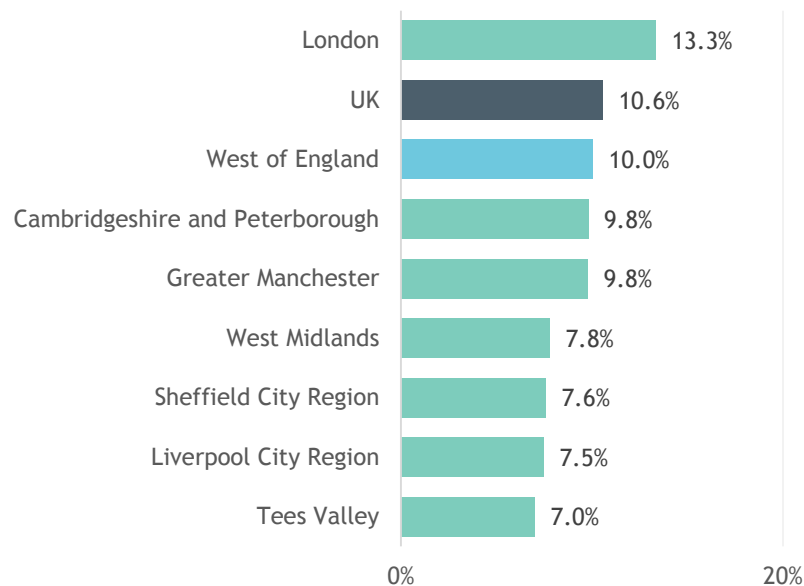 London 13.3%
UK 10.6%
West of England 10.0%
Cambridgeshire and Peterborough 9.8%
Greater Manchester 9.8%
West Midlands 7.8%
Sheffield City Region 7.6%
Liverpool City Region 7.5%
Tees Valley 7.0%
0% 20%